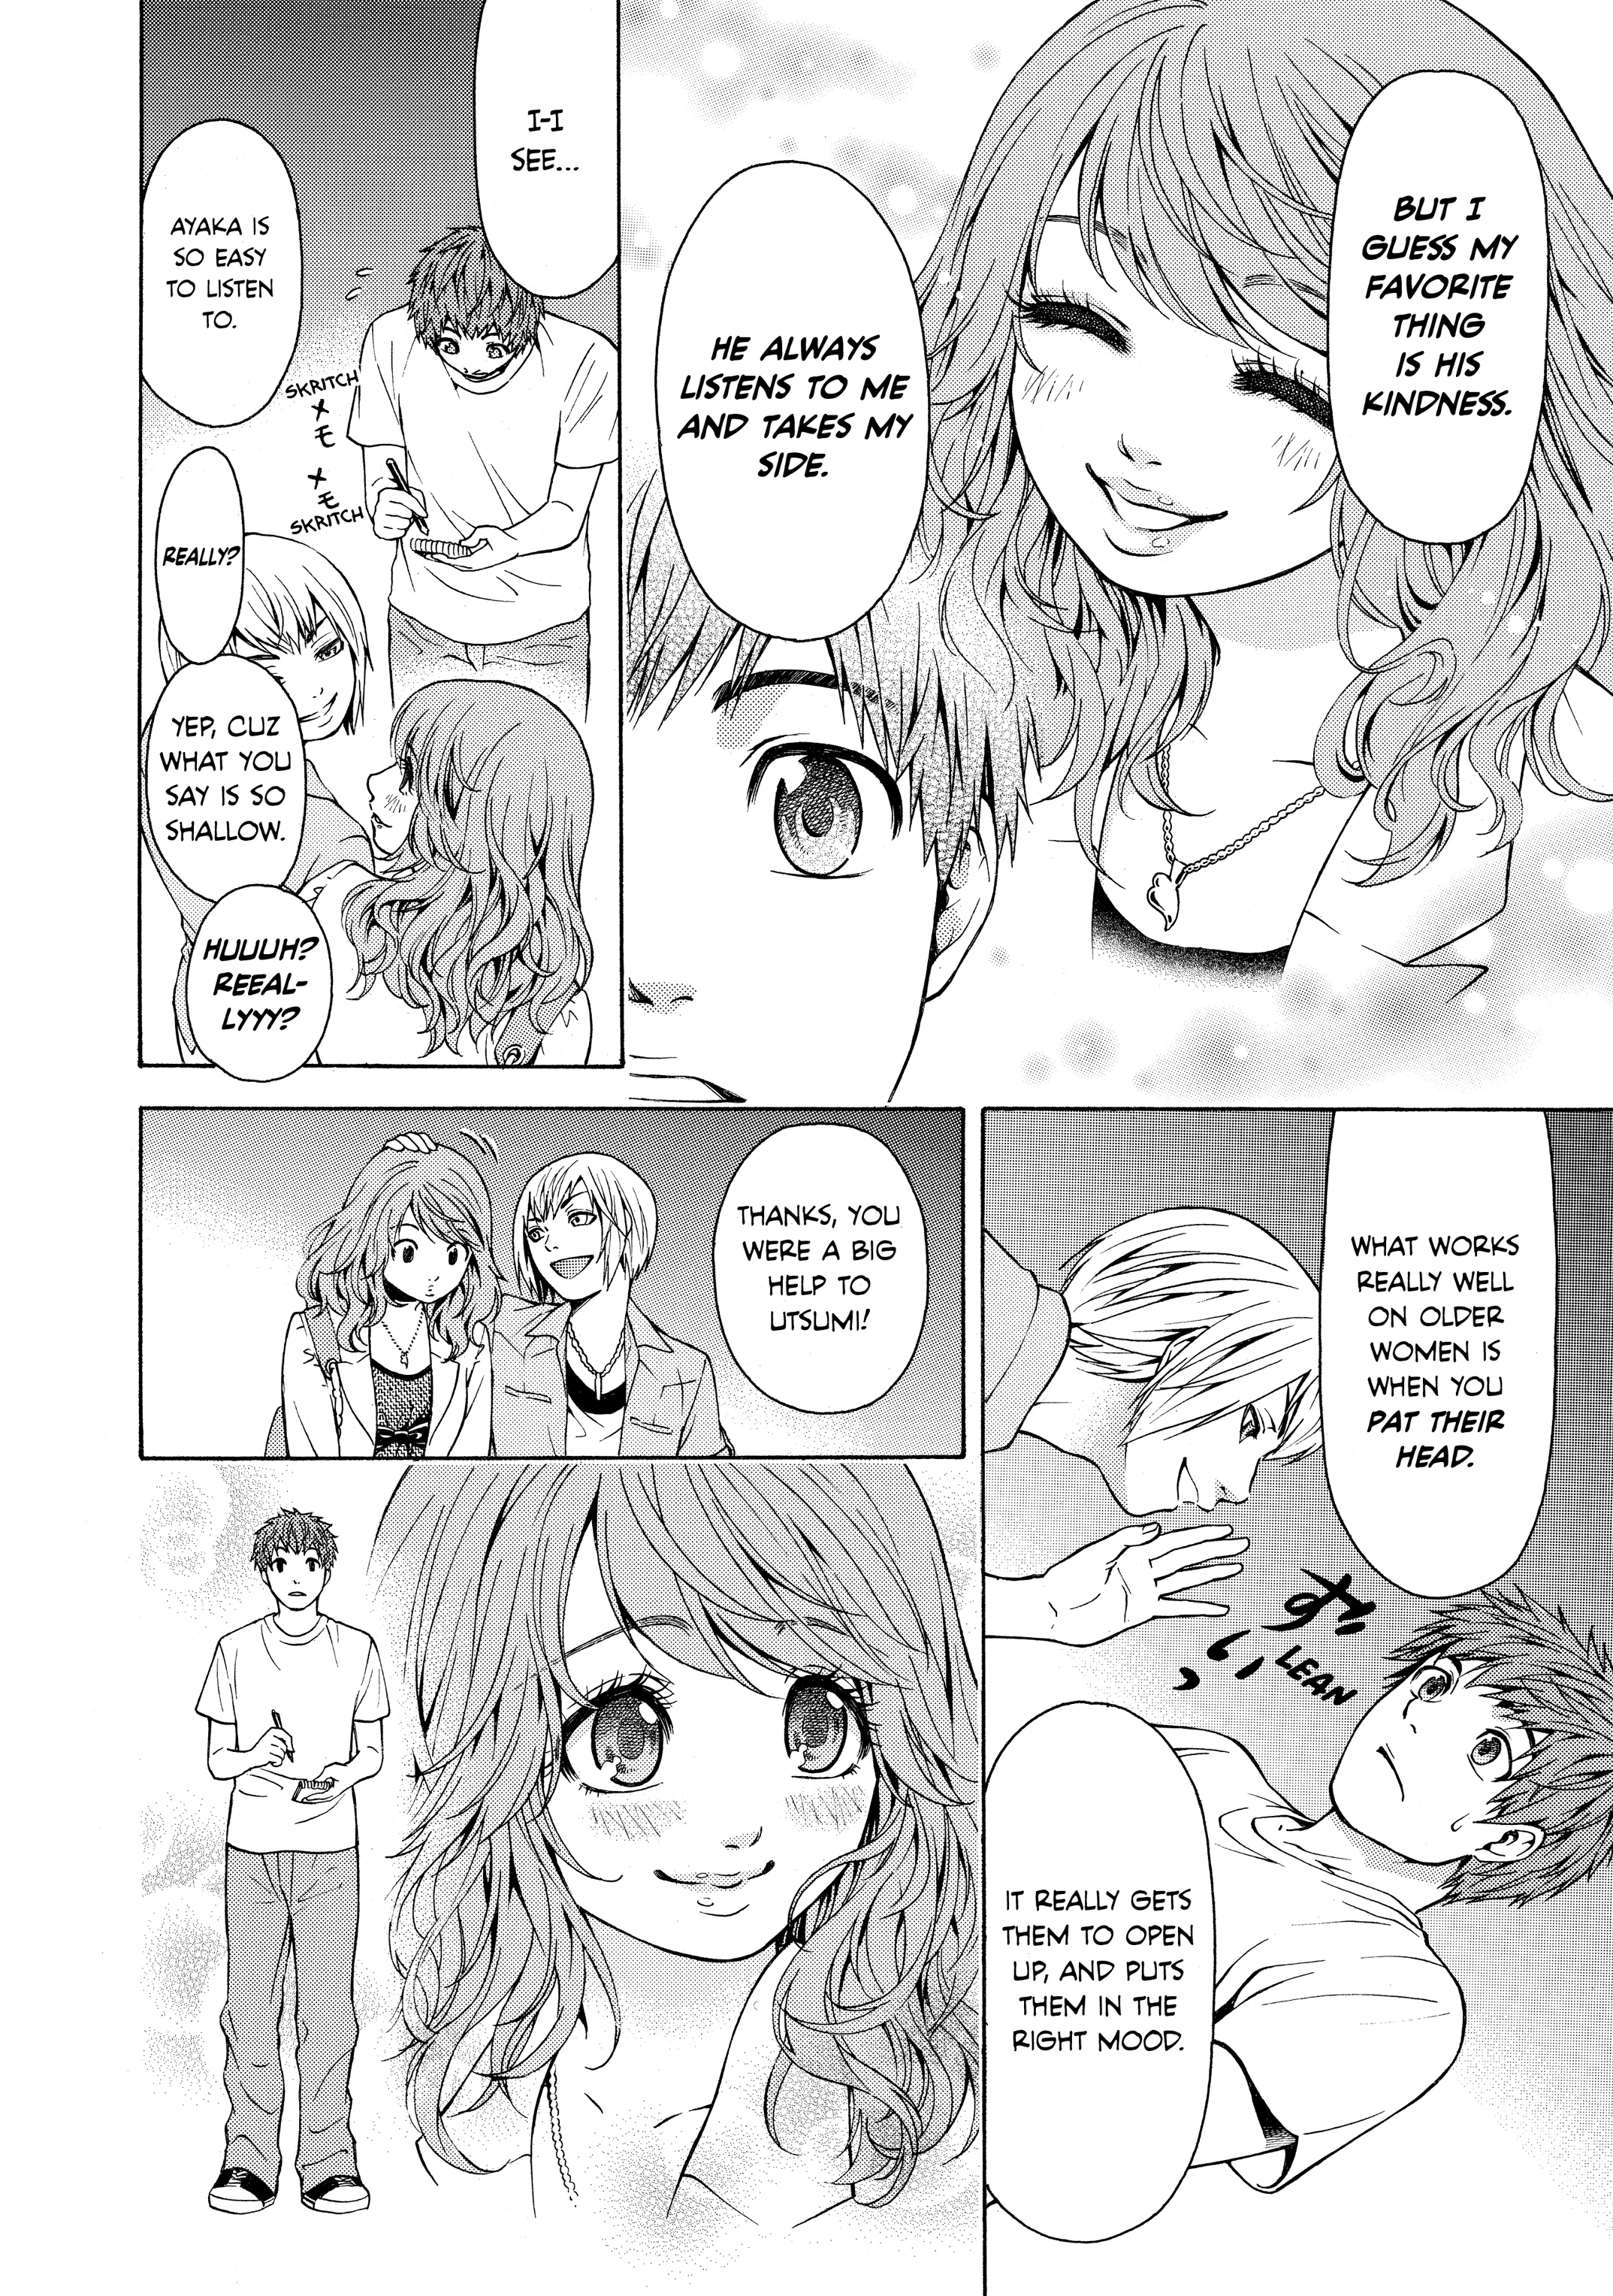 BUT I
GUESS MY
FAVORITE
THING
IS HIS
KINDNESS.
HE ALWAYS
LISTENS TO ME
AND TAKES MY
SIDE.
I-I
SEE...
AYAKA IS
SO EASY
TO LISTEN
TO.
SKRITCH
メモ
メモ
SKRITCH
REALLY?
YEP, CUZ
WHAT YOU
SAY IS SO
SHALLOW.
HUUUH?
REEAL-
LYYY?
WHAT WORKS
REALLY WELL
ON OLDER
WOMEN IS
WHEN YOU
PAT THEIR
HEAD.
ずいっ
LEAN
IT REALLY GETS
THEM TO OPEN
UP, AND PUTS
THEM IN THE
RIGHT MOOD.
THANKS, YOU
WERE A BIG
HELP TO
UTSUMI!